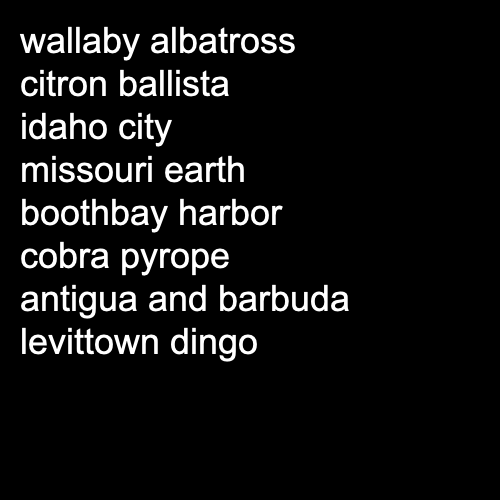 wallaby albatross
citron ballista
idaho city
missouri earth
boothbay harbor
cobra pyrope
antigua and barbuda
levittown dingo